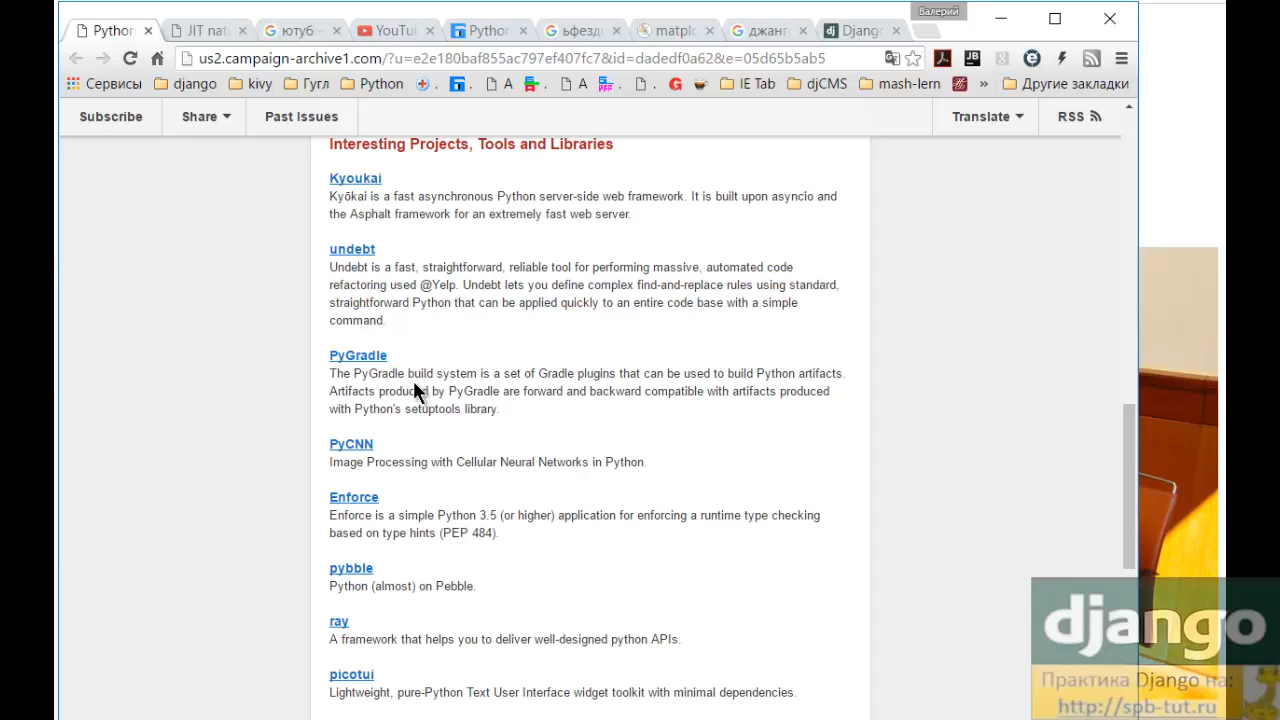 Валерий
Python
JIT nat
ютуб –
YouTu
Python
ьфезд
matplo
джанг
Django
us2.campaign-archive1.com/?u=e2e180baf855ac797ef407fc7&id=dadedf0a62&e=05d65b5ab5
Сервисы django kivy Гугл Python A A IE Tab djCMS mash-lern » Другие закладки
Subscribe Share Past Issues Translate RSS
Interesting Projects, Tools and Libraries
Kyoukai
Kyōkai is a fast asynchronous Python server-side web framework. It is built upon asyncio and
the Asphalt framework for an extremely fast web server.
undebt
Undebt is a fast, straightforward, reliable tool for performing massive, automated code
refactoring used @Yelp. Undebt lets you define complex find-and-replace rules using standard,
straightforward Python that can be applied quickly to an entire code base with a simple
command.
PyGradle
The PyGradle build system is a set of Gradle plugins that can be used to build Python artifacts.
Artifacts produced by PyGradle are forward and backward compatible with artifacts produced
with Python's setuptools library.
PyCNN
Image Processing with Cellular Neural Networks in Python.
Enforce
Enforce is a simple Python 3.5 (or higher) application for enforcing a runtime type checking
based on type hints (PEP 484).
pybble
Python (almost) on Pebble.
ray
A framework that helps you to deliver well-designed python APIs.
picotui
Lightweight, pure-Python Text User Interface widget toolkit with minimal dependencies.
django
Практика Django на:
http://spb-tut.ru